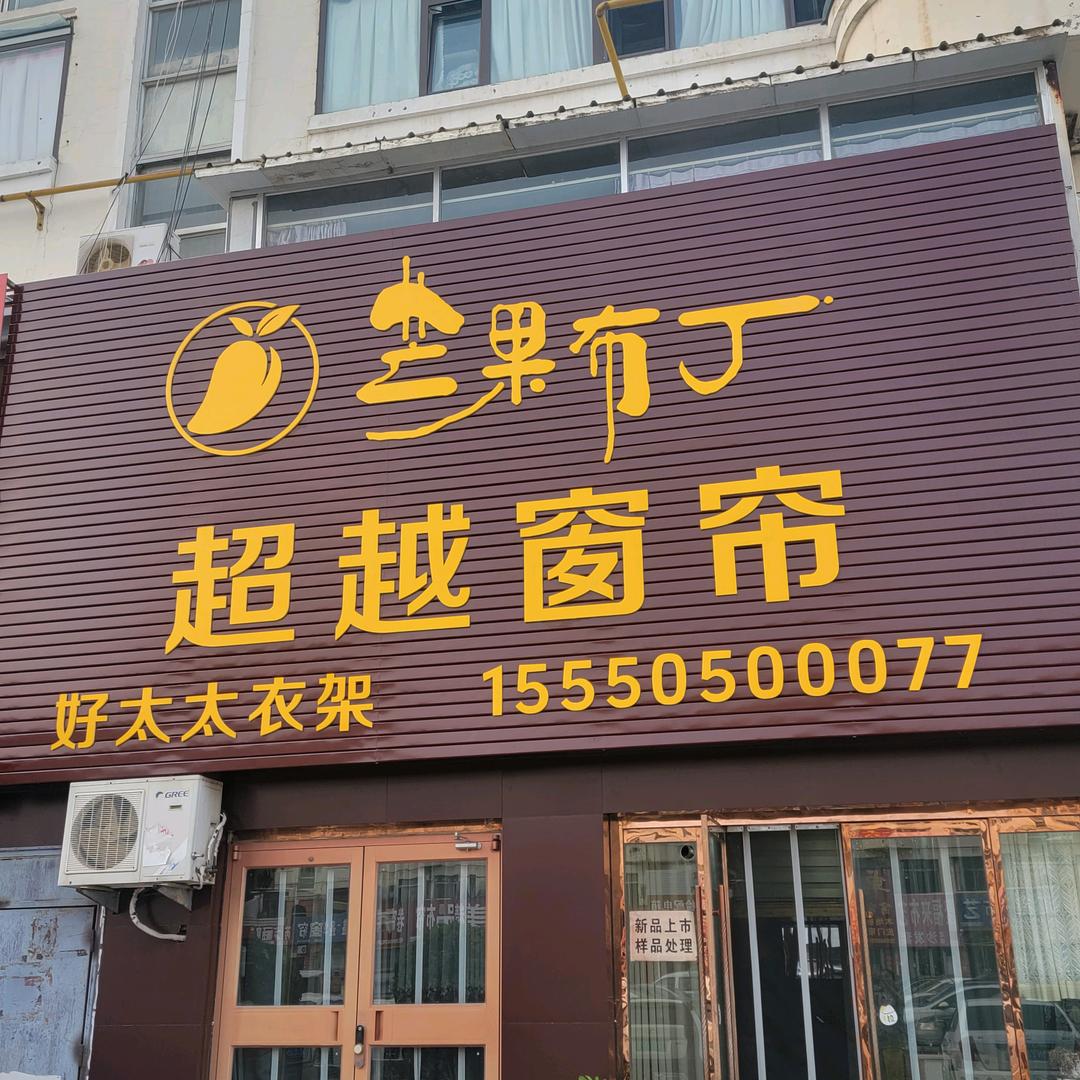 芒果布丁
超越窗帘
好太太衣架 15550500077
GREE
新品上市
样品处理